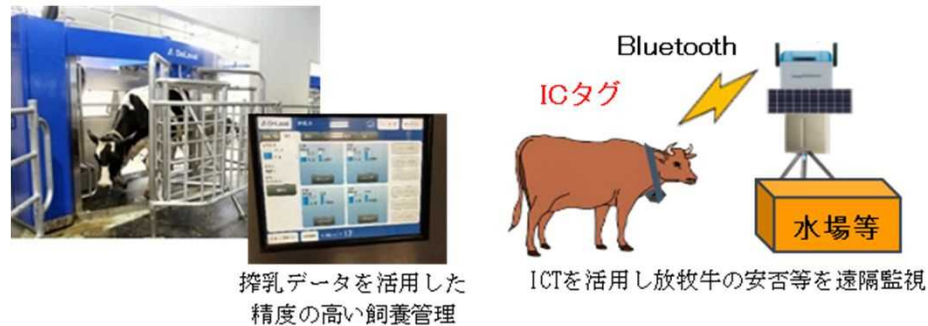 DeLaval
DeLaval
搾乳データを活用した
精度の高い飼養管理
Bluetooth
ICタグ
水場等
ICTを活用し放牧牛の安否等を遠隔監視